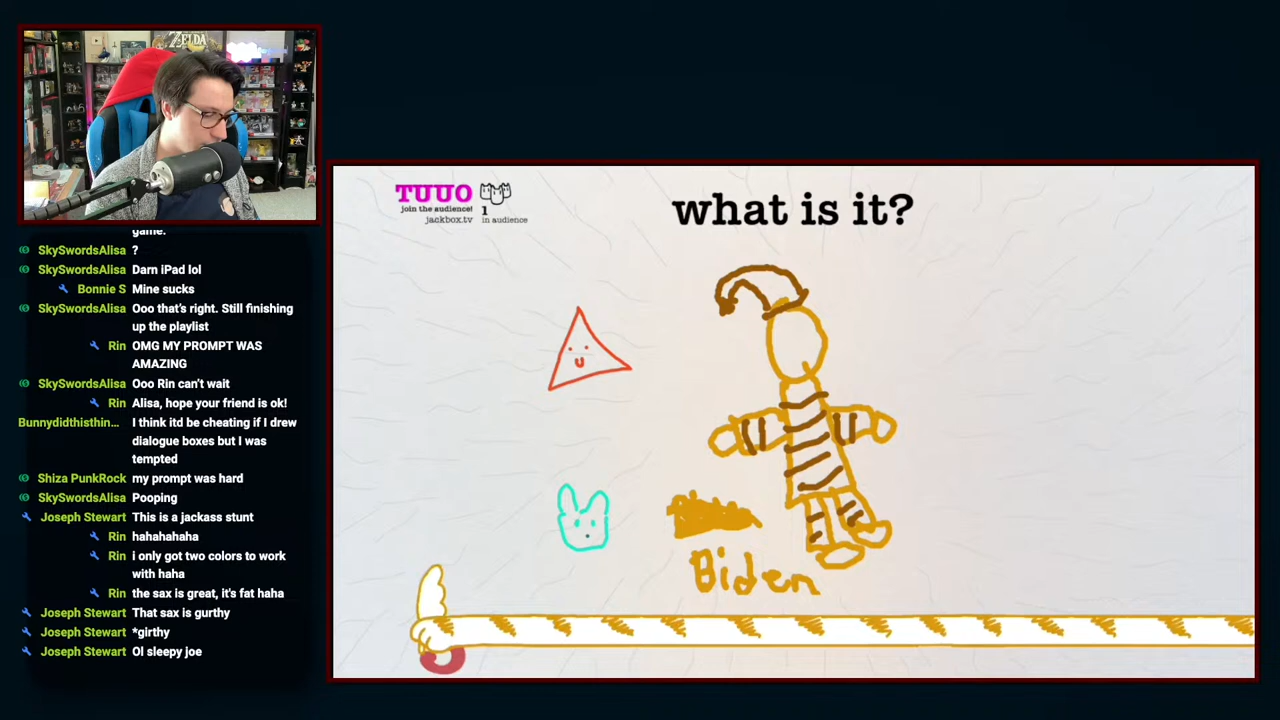 ZELDA
game.
SkySwordsAlisa ?
SkySwordsAlisa Darn iPad lol
Bonnie S Mine sucks
SkySwordsAlisa Ooo that's right. Still finishing
up the playlist
Rin OMG MY PROMPT WAS
AMAZING
SkySwordsAlisa Ooo Rin can't wait
Rin Alisa, hope your friend is ok!
Bunnydidthisthin... I think itd be cheating if I drew
dialogue boxes but I was
tempted
Shiza PunkRock my prompt was hard
SkySwordsAlisa Pooping
Joseph Stewart This is a jackass stunt
Rin hahahahaha
Rin i only got two colors to work
with haha
Rin the sax is great, it's fat haha
Joseph Stewart That sax is gurthy
Joseph Stewart *girthy
Joseph Stewart Ol sleepy joe
TUUO
join the audience!
jackbox.tv
1
in audience
what is it?
Biden